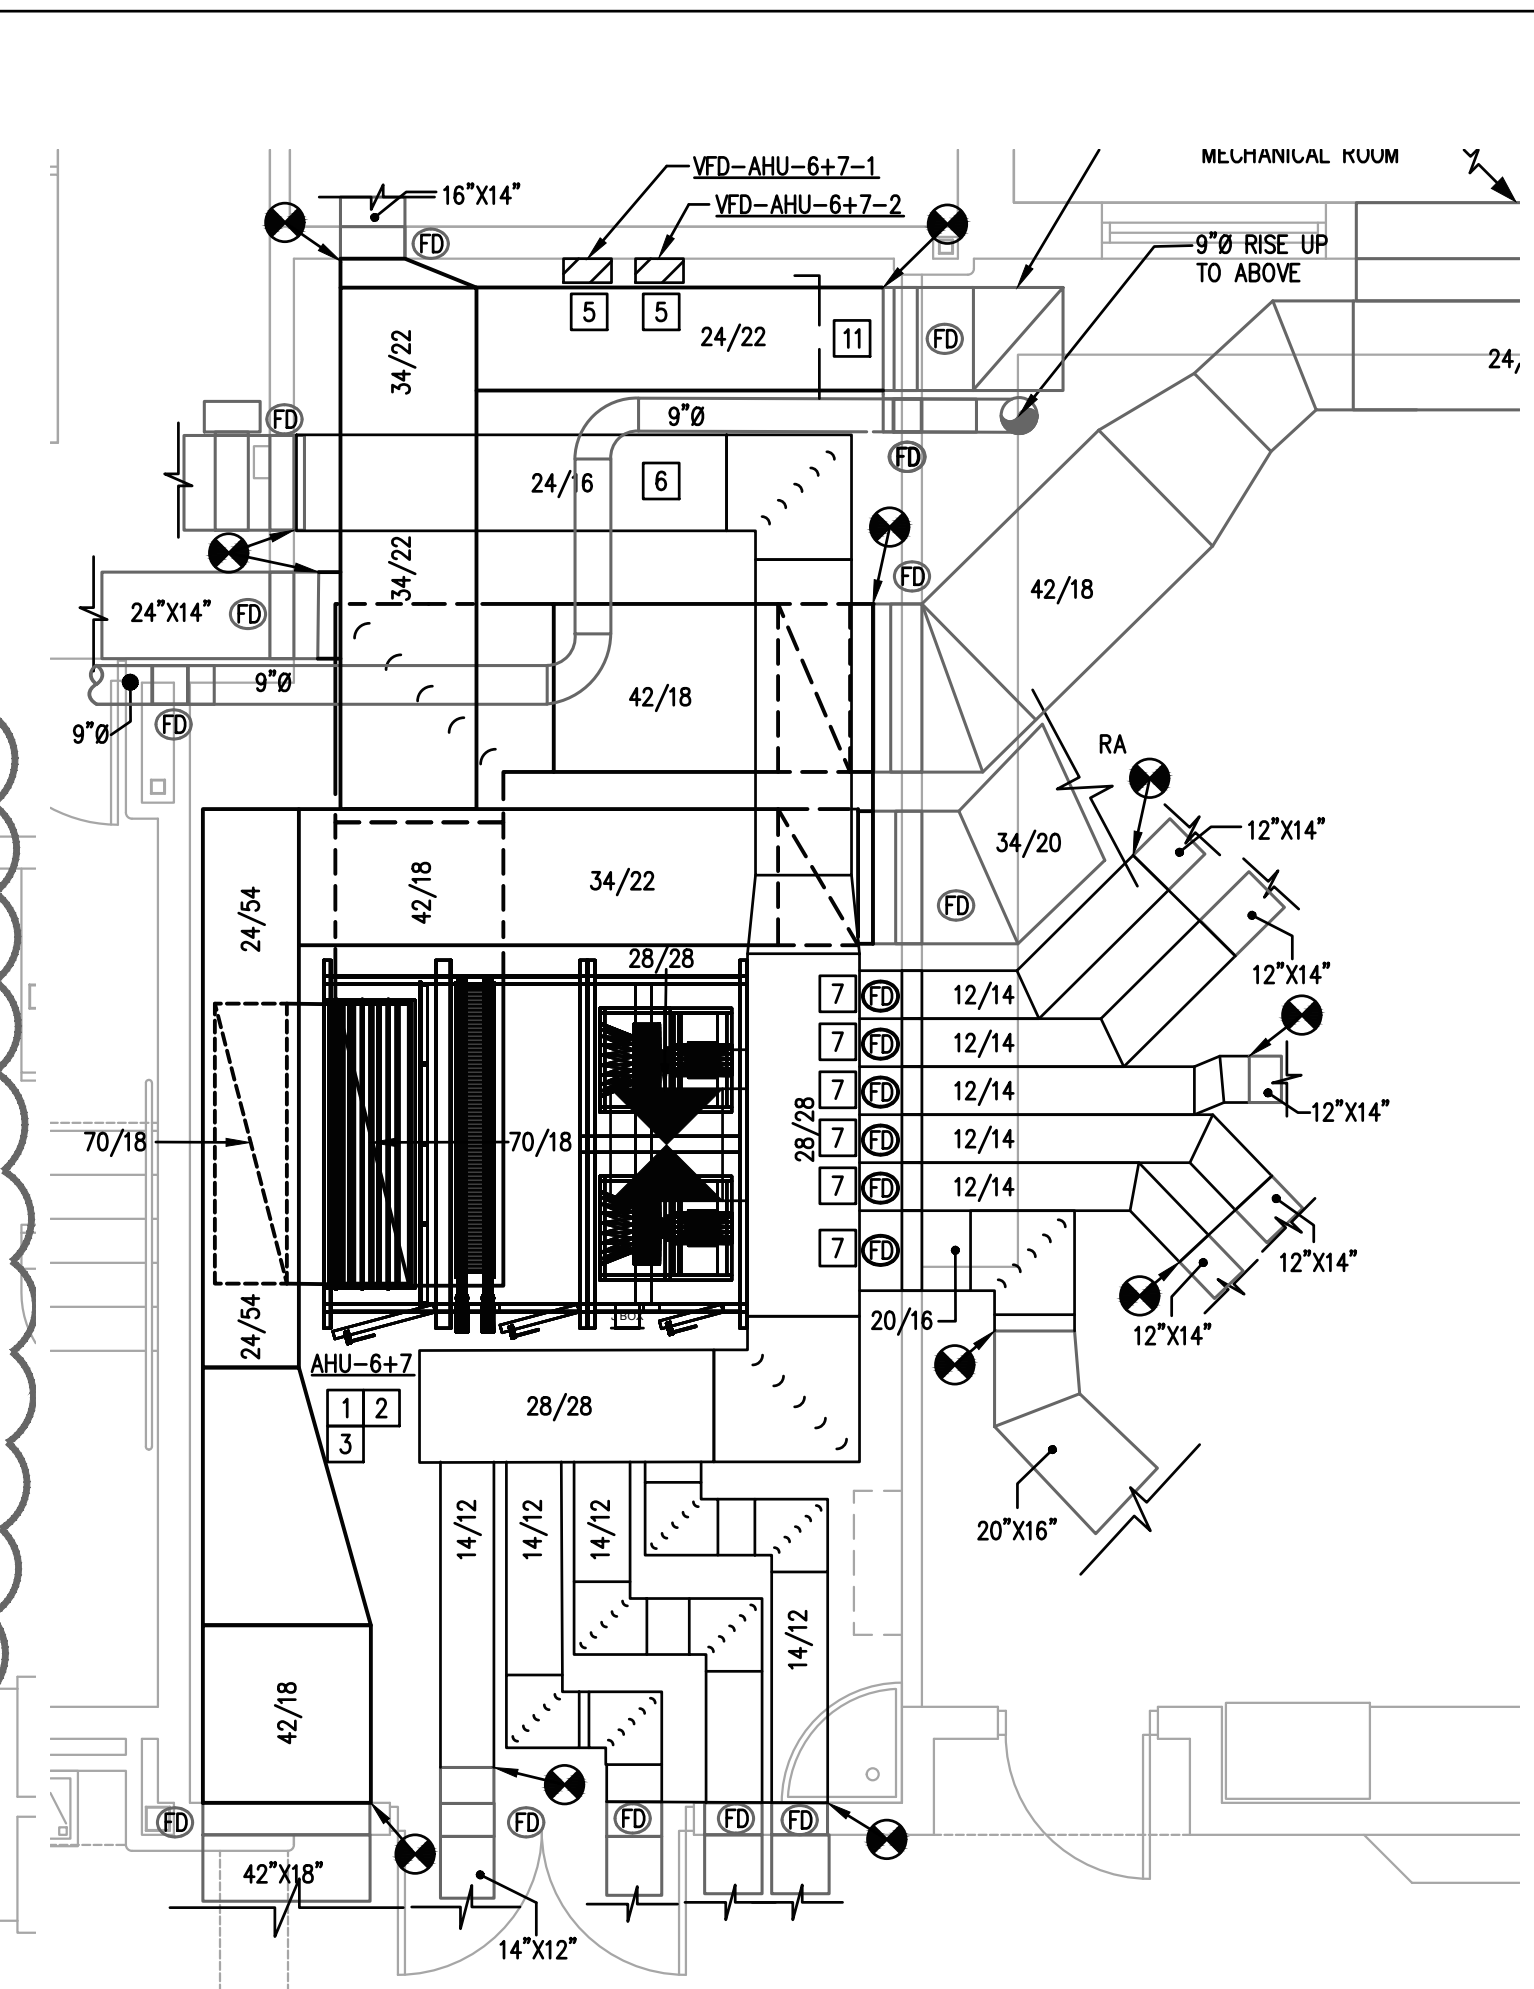 MECHANICAL ROOM
VFD-AHU-6+7-1
16"X14"
VFD-AHU-6+7-2
FD
9"Ø RISE UP
TO ABOVE
5
5
24/22
11
FD
34/22
24/
FD
9"Ø
FD
24/16
6
34/22
FD
42/18
24"X14"
FD
9"Ø
42/18
9"Ø
FD
RA
12"X14"
34/20
24/54
42/18
34/22
FD
28/28
12"X14"
7
FD
12/14
7
FD
12/14
7
FD
12/14
12"X14"
28/28
70/18
70/18
7
FD
12/14
7
FD
12/14
7
FD
12"X14"
24/54
J BOX
20/16
12"X14"
AHU-6+7
1
2
3
28/28
14/12
14/12
14/12
20"X16"
14/12
42/18
FD
FD
FD
FD
FD
42"X18"
14"X12"